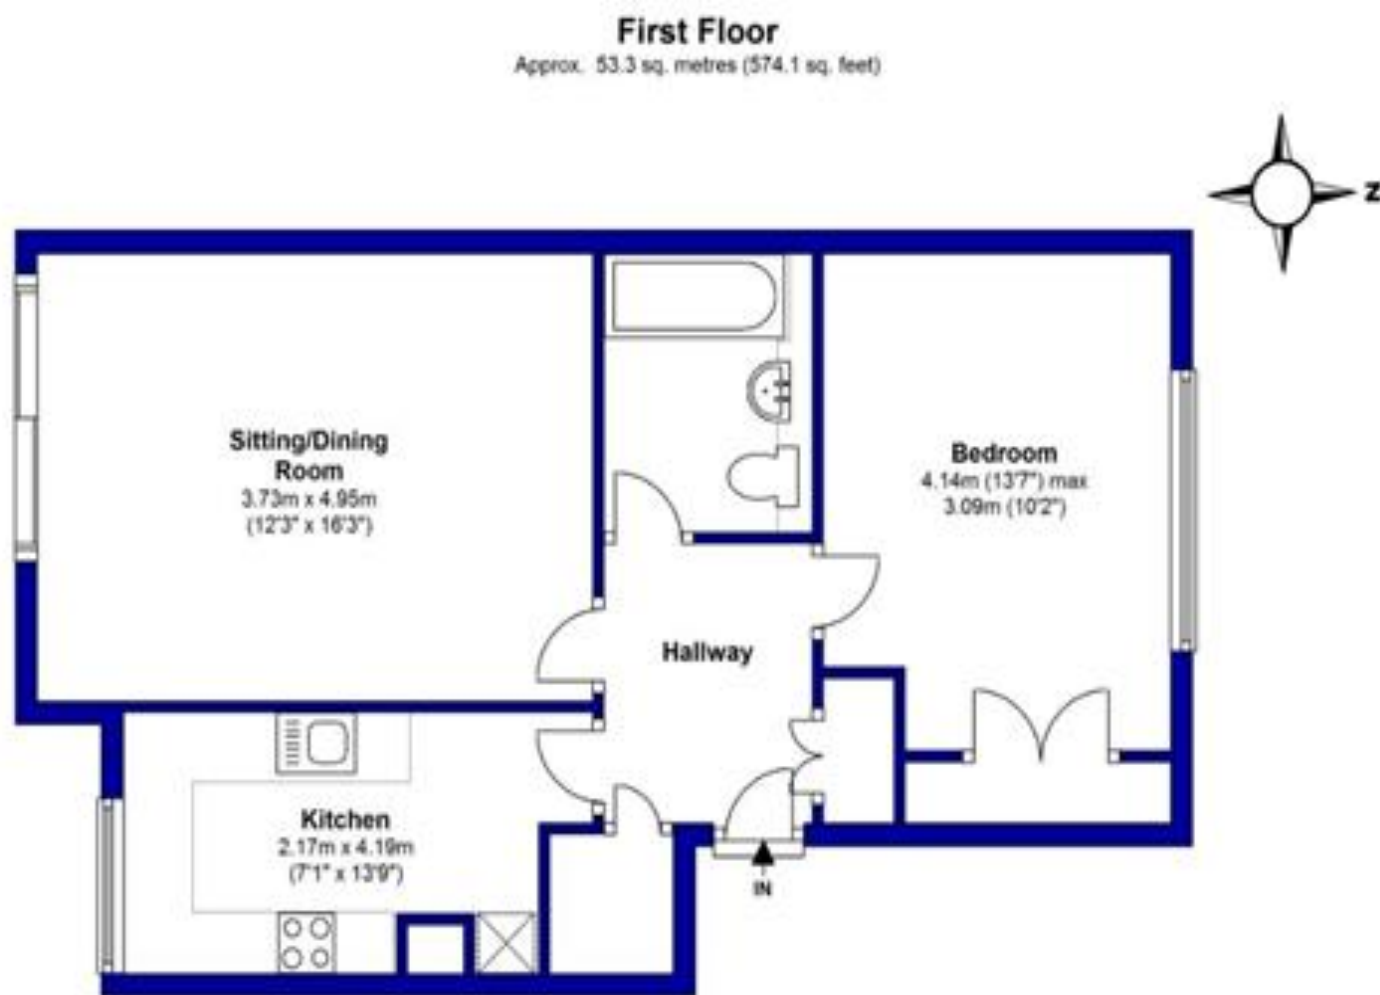 First Floor
Approx. 53.3 sq. metres (574.1 sq. feet)
Z
Sitting/Dining
Room
3.73m x 4.95m
(12'3" x 16'3")
Bedroom
4.14m (13'7") max
3.09m (10'2")
Hallway
Kitchen
2.17m x 4.19m
(7'1" x 13'9")
IN